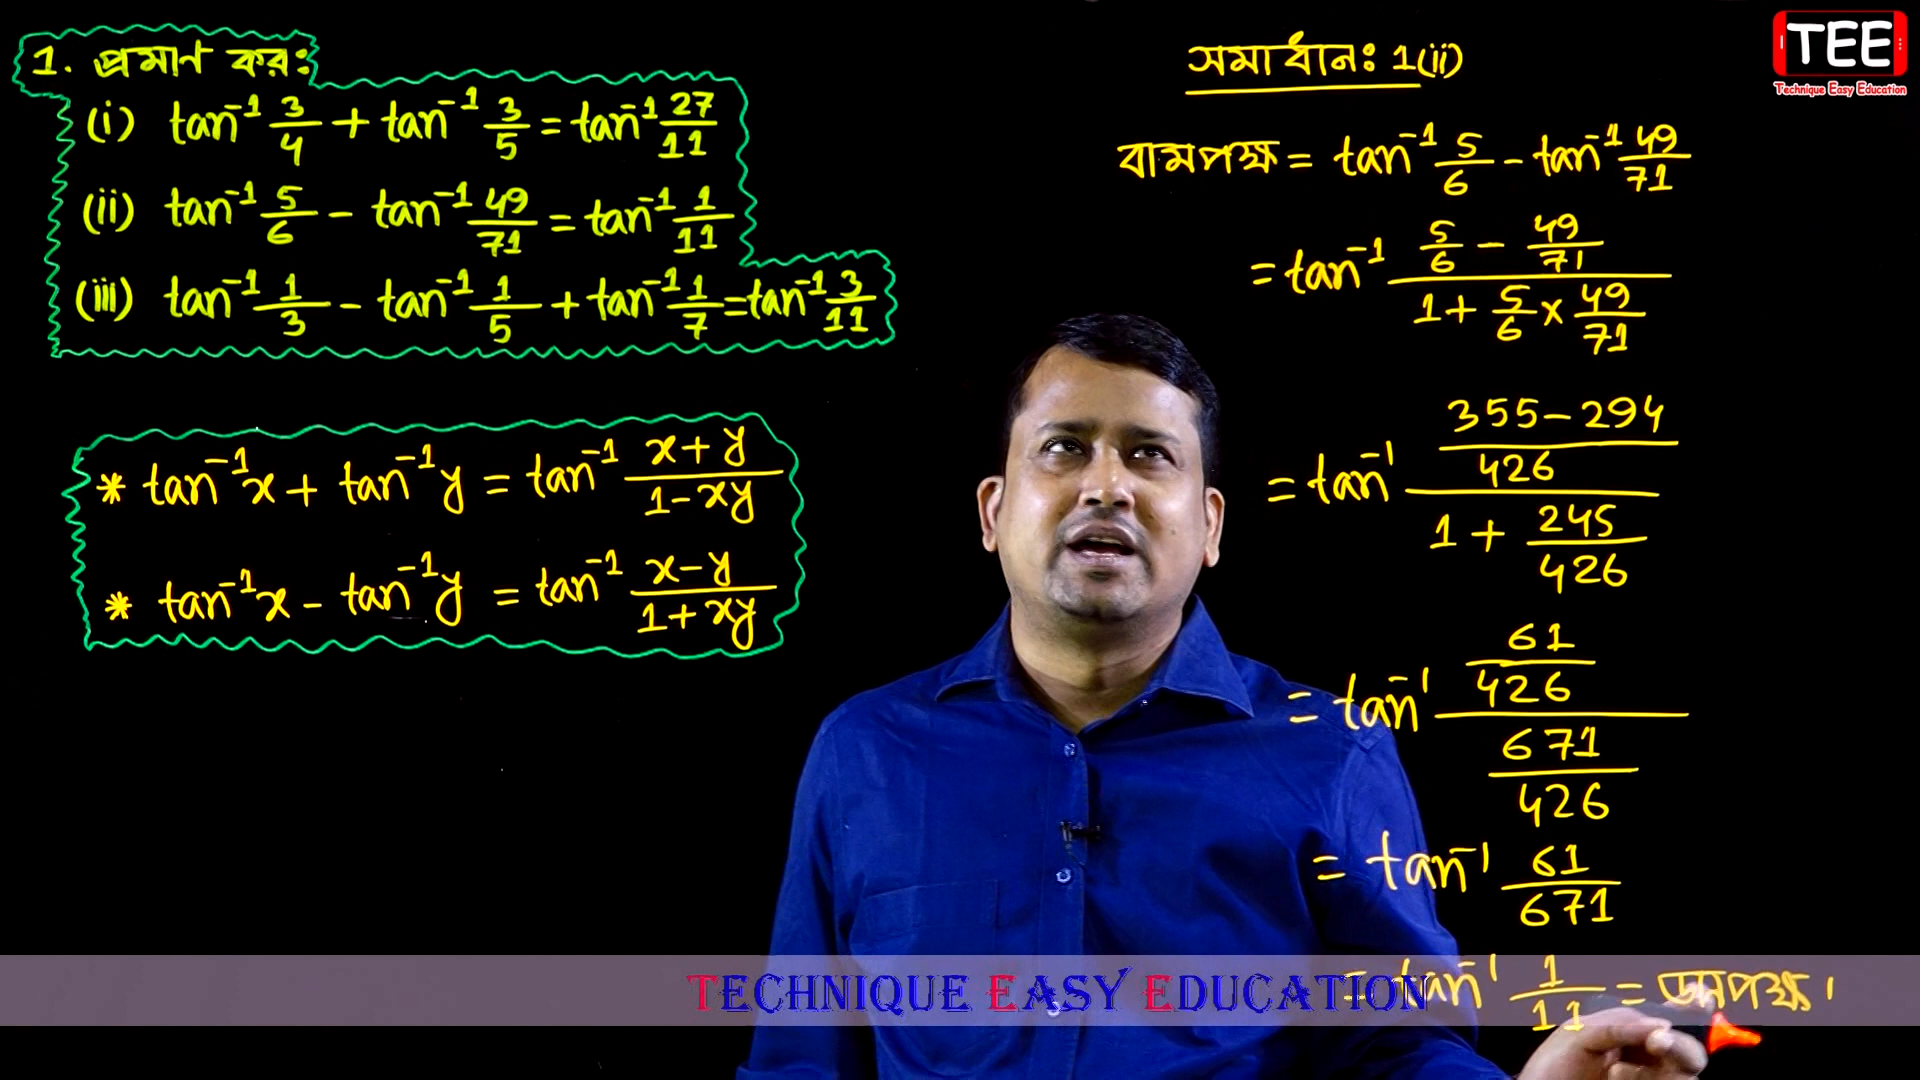 1. প্রমাণ কর:
(i) tan⁻¹ 3/4 + tan⁻¹ 3/5 = tan⁻¹ 27/11
(ii) tan⁻¹ 5/6 - tan⁻¹ 49/71 = tan⁻¹ 1/11
(iii) tan⁻¹ 1/3 - tan⁻¹ 1/5 + tan⁻¹ 1/7 = tan⁻¹ 3/11
* tan⁻¹x + tan⁻¹y = tan⁻¹ (x+y)/(1-xy)
* tan⁻¹x - tan⁻¹y = tan⁻¹ (x-y)/(1+xy)
সমাধান: 1(ii)
বামপক্ষ = tan⁻¹ 5/6 - tan⁻¹ 49/71
= tan⁻¹ (5/6 - 49/71)/(1 + 5/6 × 49/71)
= tan⁻¹ ((355-294)/426)/(1 + 245/426)
= tan⁻¹ (61/426)/(671/426)
= tan⁻¹ 61/671
= tan⁻¹ 1/11 = ডানপক্ষ।
TEE
Technique Easy Education
TECHNIQUE EASY EDUCATION